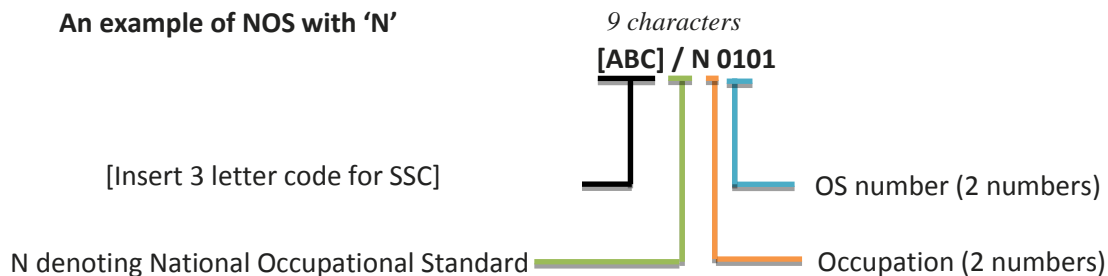 An example of NOS with ‘N’
9 characters
[ABC] / N 0101
[Insert 3 letter code for SSC]
OS number (2 numbers)
N denoting National Occupational Standard
Occupation (2 numbers)